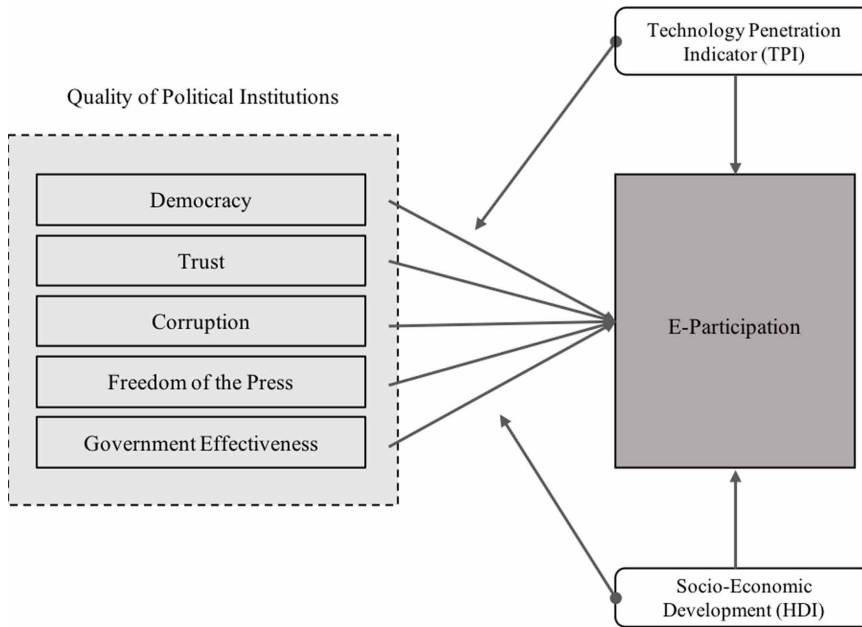 Technology Penetration
Indicator (TPI)
Quality of Political Institutions
Democracy
Trust
Corruption
Freedom of the Press
Government Effectiveness
E-Participation
Socio-Economic
Development (HDI)